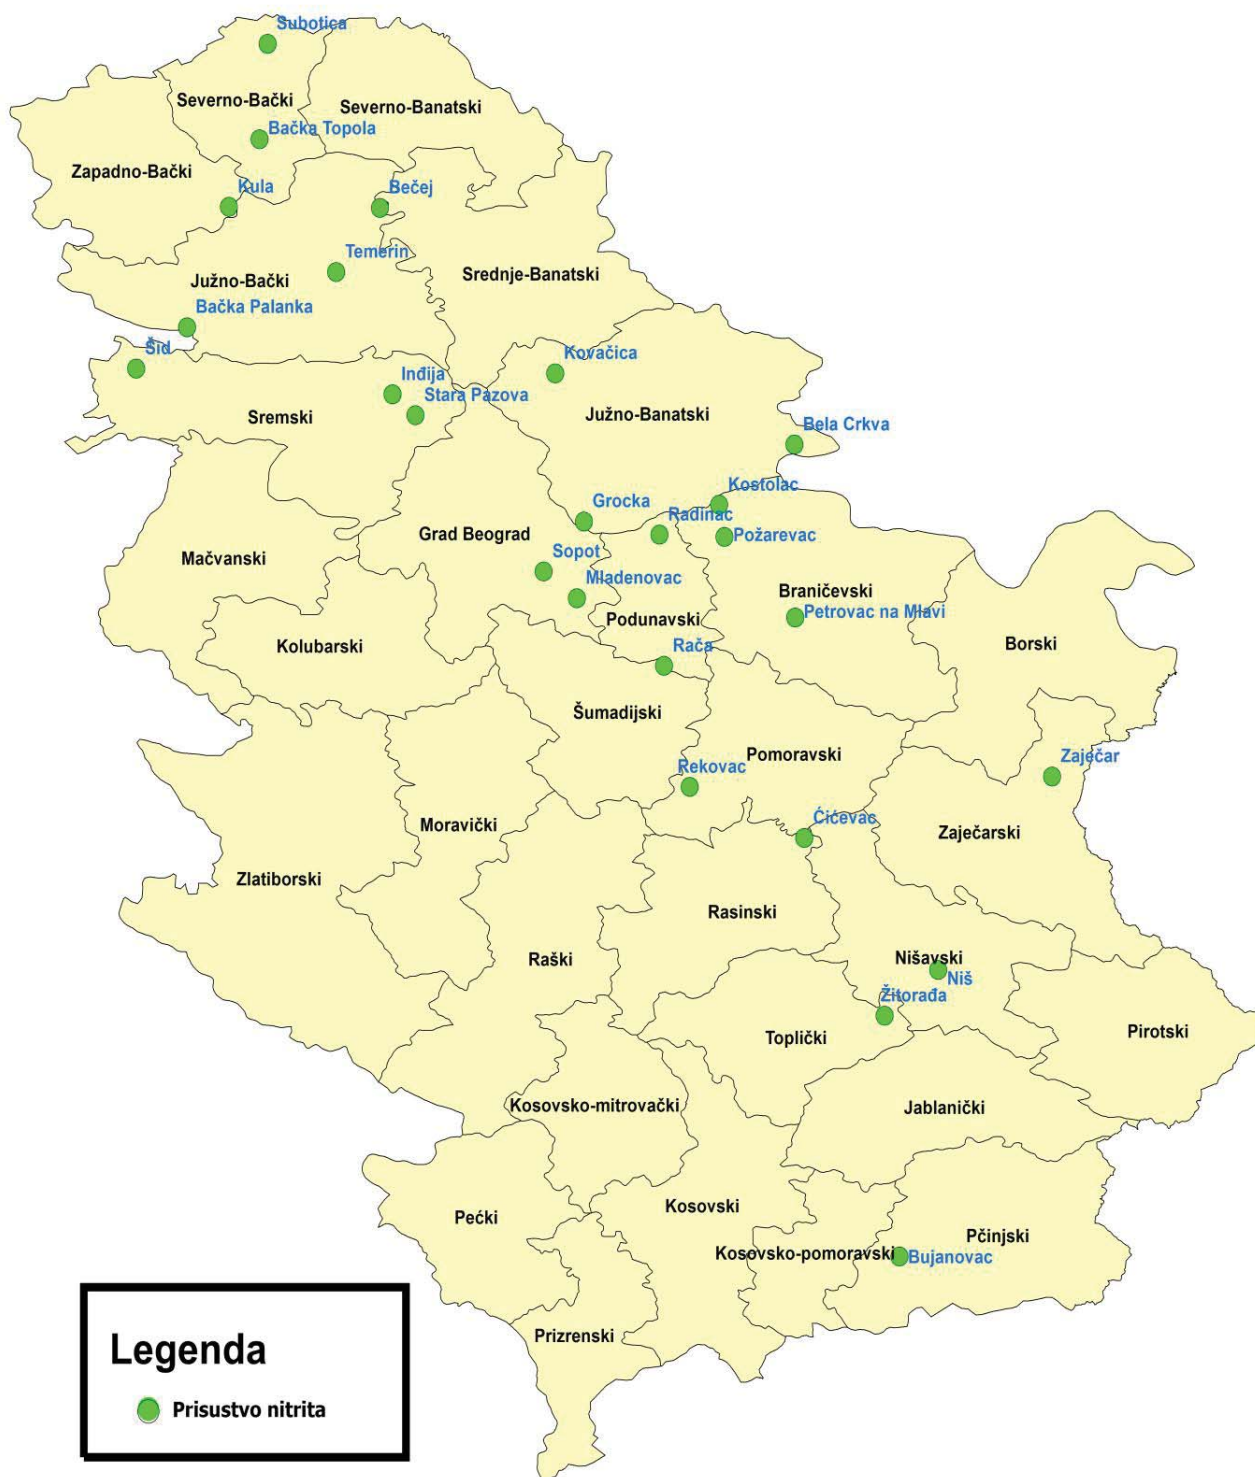 Subotica
Severno-Bački
Severno-Banatski
Bačka Topola
Zapadno-Bački
Kula
Bečej
Temerin
Južno-Bački
Srednje-Banatski
Bačka Palanka
Šid
Kovačica
Inđija
Stara Pazova
Sremski
Južno-Banatski
Bela Crkva
Kostolac
Grocka
Radinac
Grad Beograd
Požarevac
Mačvanski
Sopot
Mladenovac
Braničevski
Podunavski
Petrovac na Mlavi
Kolubarski
Rača
Borski
Šumadijski
Pomoravski
Zaječar
Rekovac
Ćićevac
Moravički
Zaječarski
Zlatiborski
Rasinski
Raški
Nišavski
Niš
Žitorađa
Toplički
Pirotski
Kosovsko-mitrovački
Jablanički
Kosovski
Pećki
Pčinjski
Kosovsko-pomoravski
Bujanovac
Prizrenski
Legenda
Prisustvo nitrita